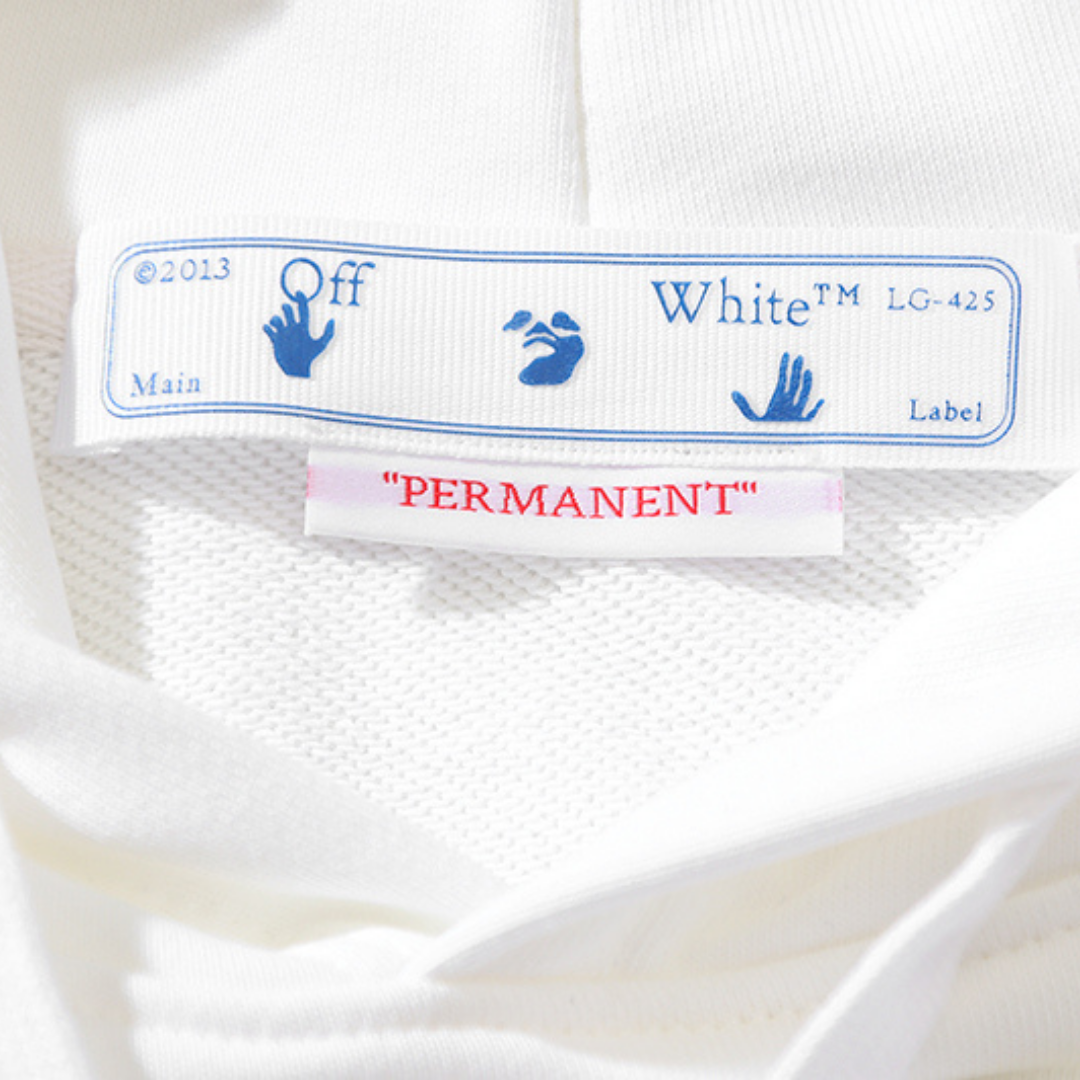 ©2013 Off White™ LG-425
Main Label
"PERMANENT"